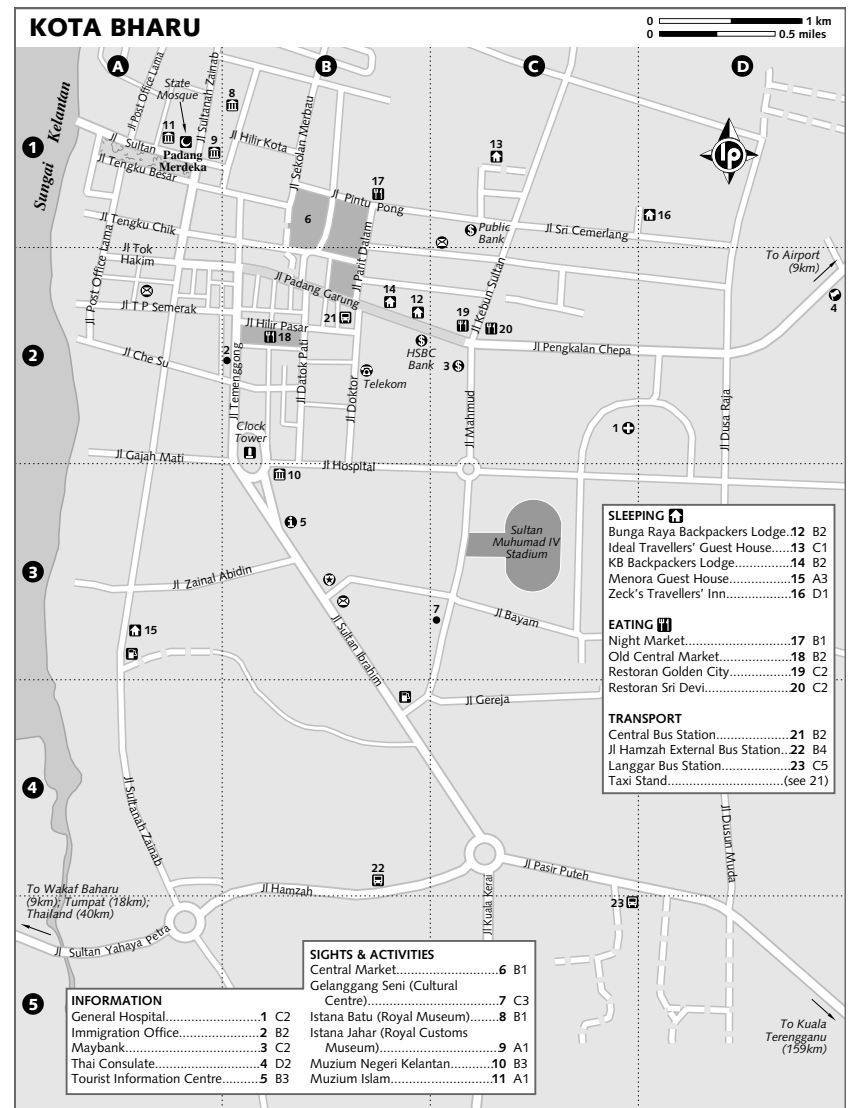 KOTA BHARU
0 1 km
0 0.5 miles
A
B
C
D
1
2
3
4
5
Sungai Kelantan
Jl Post Office Lama
State
Mosque
Jl Sultanah Zainab
8
11
9
Jl Sultan
Padang
Merdeka
Jl Hilir Kota
Jl Tengku Besar
Jl Sekolan Merbau
13
17
Jl Pintu Pong
6
16
Public
Bank
Jl Sri Cemerlang
Jl Tengku Chik
Jl Parit Dalam
Jl Tok
Hakim
Jl Post Office Lama
Jl Padang Garung
Jl Kebun Sultan
To Airport
(9km)
4
14
12
19
20
Jl T P Semerak
21
Jl Hilir Pasar
18
HSBC
Bank
3
Jl Pengkalan Chepa
Jl Che Su
2
Jl Temenggong
Jl Datok Pati
Telekom
Jl Doktor
Jl Mahmud
Jl Dusa Raja
1
Clock
Tower
Jl Gajah Mati
Jl Hospital
10
5
Sultan
Muhumad IV
Stadium
Jl Zainal Abidin
7
Jl Bayam
15
Jl Sultan Ibrahim
Jl Gereja
SLEEPING
Bunga Raya Backpackers Lodge..12 B2
Ideal Travellers' Guest House.....13 C1
KB Backpackers Lodge...............14 B2
Menora Guest House................15 A3
Zeck's Travellers' Inn.................16 D1
EATING
Night Market............................17 B1
Old Central Market...................18 B2
Restoran Golden City................19 C2
Restoran Sri Devi......................20 C2
TRANSPORT
Central Bus Station....................21 B2
Jl Hamzah External Bus Station...22 B4
Langgar Bus Station..................23 C5
Taxi Stand...........................(see 21)
Jl Sultanah Zainab
Jl Dusun Muda
22
Jl Pasir Puteh
Jl Hamzah
23
Jl Kuala Kerai
To Wakaf Baharu
(9km); Tumpat (18km);
Thailand (40km)
Jl Sultan Yahaya Petra
To Kuala
Terengganu
(159km)
INFORMATION
General Hospital......................1 C2
Immigration Office...................2 B2
Maybank.................................3 C2
Thai Consulate.........................4 D2
Tourist Information Centre..........5 B3
SIGHTS & ACTIVITIES
Central Market..........................6 B1
Gelanggang Seni (Cultural
Centre)....................................7 C3
Istana Batu (Royal Museum).......8 B1
Istana Jahar (Royal Customs
Museum).................................9 A1
Muzium Negeri Kelantan..........10 B3
Muzium Islam..........................11 A1
lp